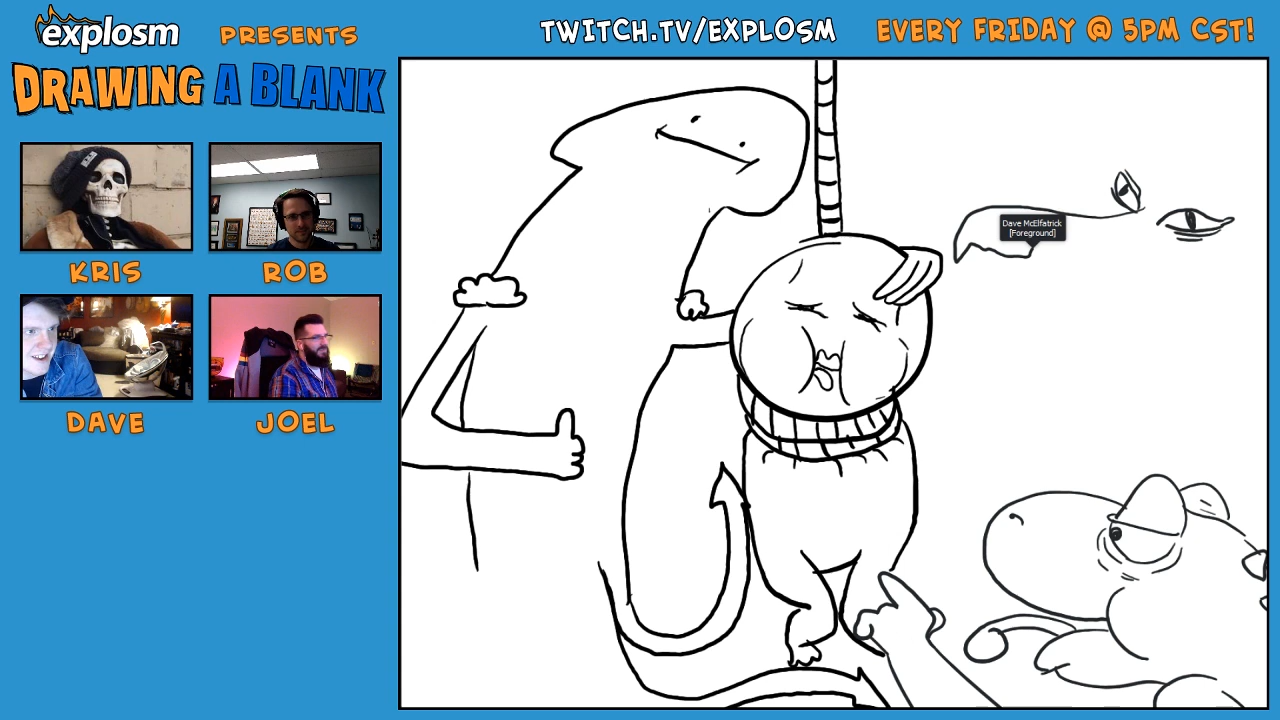 explosm PRESENTS
DRAWING A BLANK
TWITCH.TV/EXPLOSM EVERY FRIDAY @ 5PM CST!
KRIS ROB
DAVE JOEL
Dave McElfatrick
[Foreground]